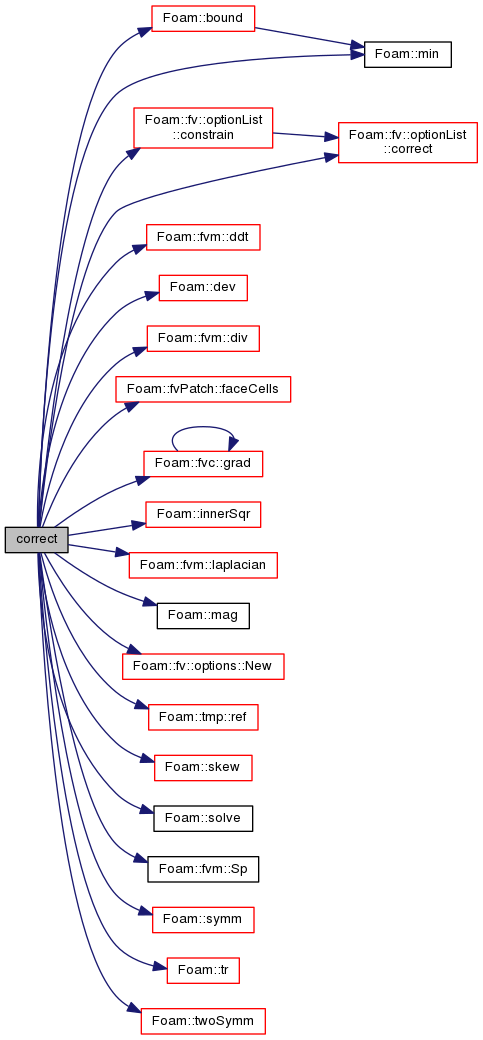 Foam::bound
Foam::min
Foam::fv::optionList
::constrain
Foam::fv::optionList
::correct
Foam::fvm::ddt
Foam::dev
Foam::fvm::div
Foam::fvPatch::faceCells
Foam::fvc::grad
Foam::innerSqr
correct
Foam::fvm::laplacian
Foam::mag
Foam::fv::options::New
Foam::tmp::ref
Foam::skew
Foam::solve
Foam::fvm::Sp
Foam::symm
Foam::tr
Foam::twoSymm